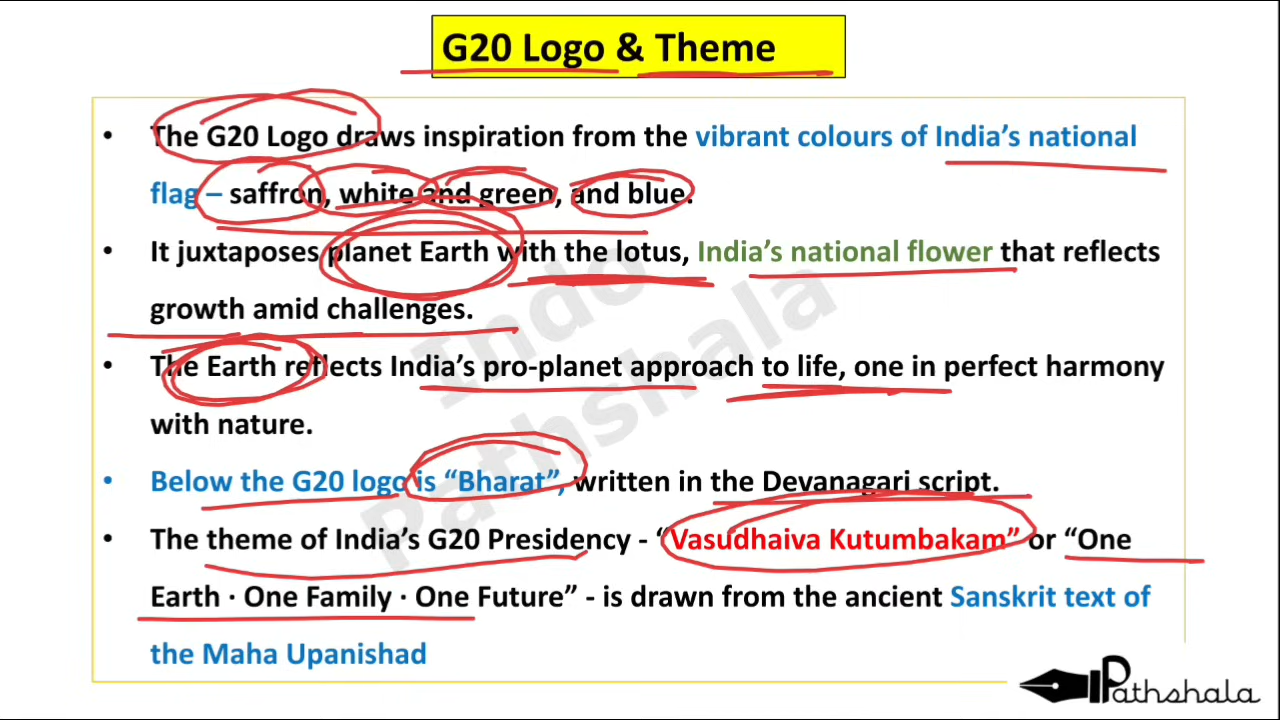 G20 Logo & Theme
• The G20 Logo draws inspiration from the vibrant colours of India's national
flag – saffron, white and green, and blue.
• It juxtaposes planet Earth with the lotus, India's national flower that reflects
growth amid challenges.
• The Earth reflects India's pro-planet approach to life, one in perfect harmony
with nature.
• Below the G20 logo is “Bharat”, written in the Devanagari script.
• The theme of India's G20 Presidency - “Vasudhaiva Kutumbakam” or “One
Earth · One Family · One Future” - is drawn from the ancient Sanskrit text of
the Maha Upanishad
Indo
Pathshala
Pathshala